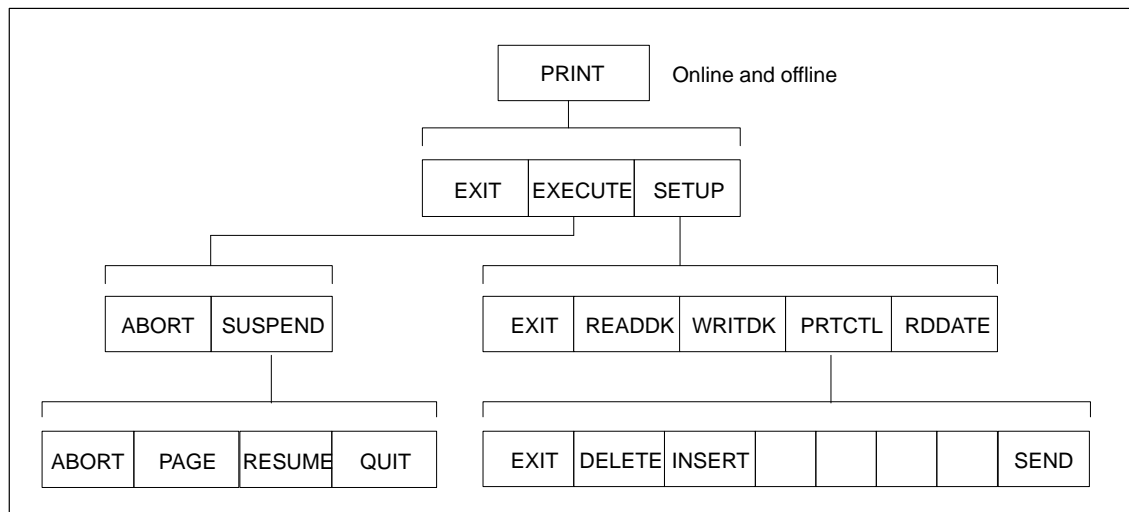 PRINT Online and offline
EXIT EXECUTE SETUP
ABORT SUSPEND EXIT READDK WRITDK PRTCTL RDDATE
ABORT PAGE RESUME QUIT EXIT DELETE INSERT SEND